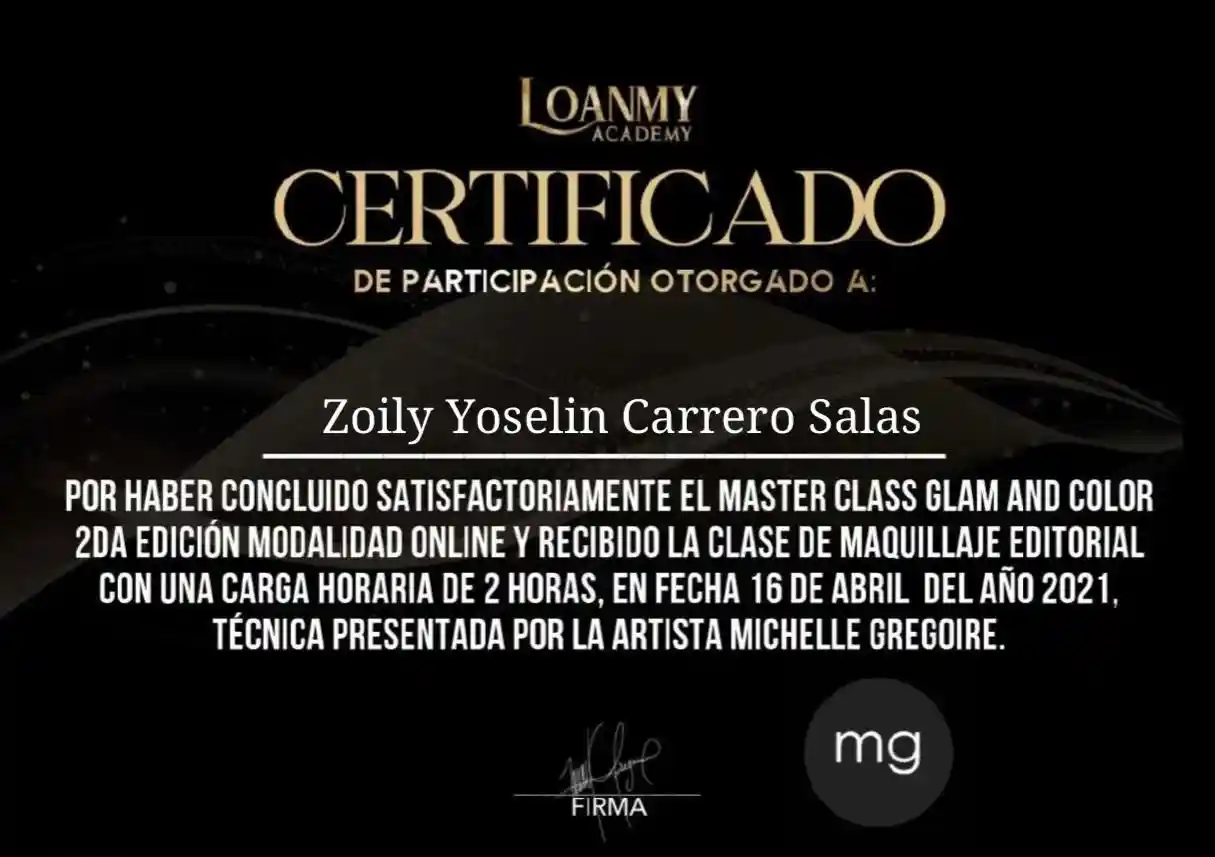 LOANMY
ACADEMY
CERTIFICADO
DE PARTICIPACIÓN OTORGADO A:
Zoily Yoselin Carrero Salas
POR HABER CONCLUIDO SATISFACTORIAMENTE EL MASTER CLASS GLAM AND COLOR
2DA EDICIÓN MODALIDAD ONLINE Y RECIBIDO LA CLASE DE MAQUILLAJE EDITORIAL
CON UNA CARGA HORARIA DE 2 HORAS, EN FECHA 16 DE ABRIL DEL AÑO 2021,
TÉCNICA PRESENTADA POR LA ARTISTA MICHELLE GREGOIRE.
FIRMA
mg